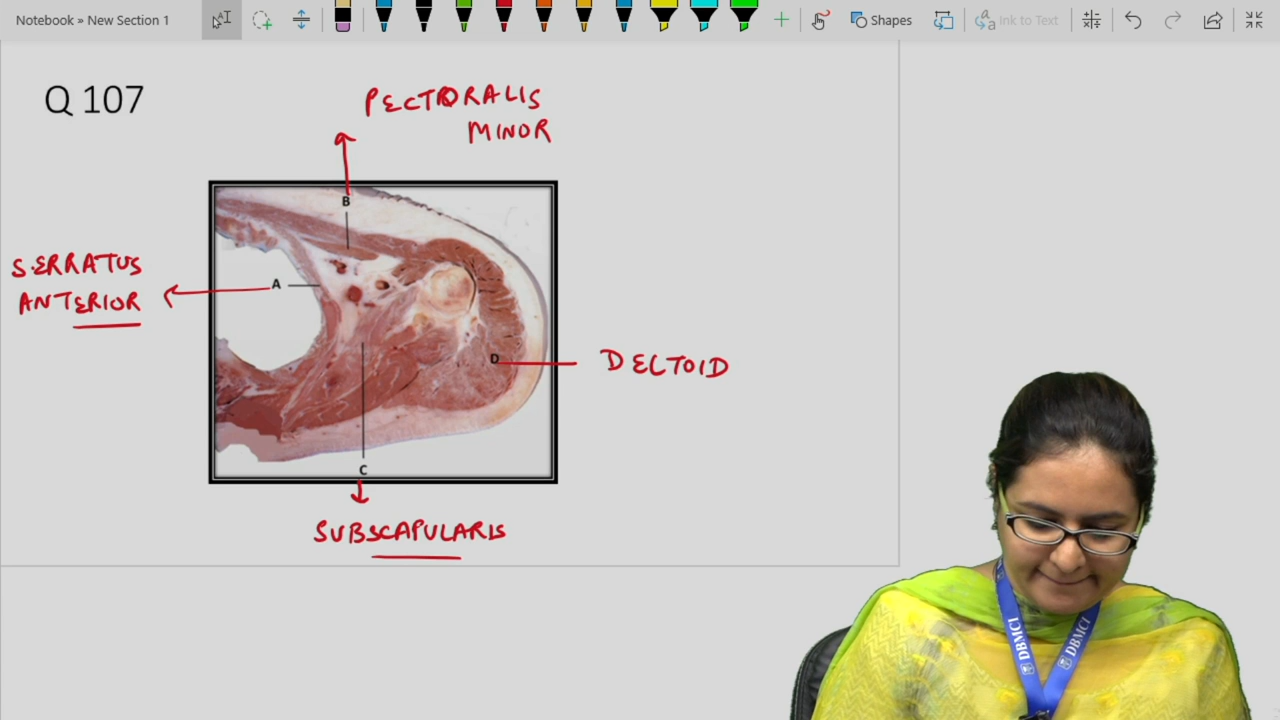 Notebook » New Section 1
Shapes
Ink to Text
Q 107
PECTORALIS
MINOR
B
SERRATUS
ANTERIOR
A
D
DELTOID
C
SUBSCAPULARIS
DBMCI
DBMCI